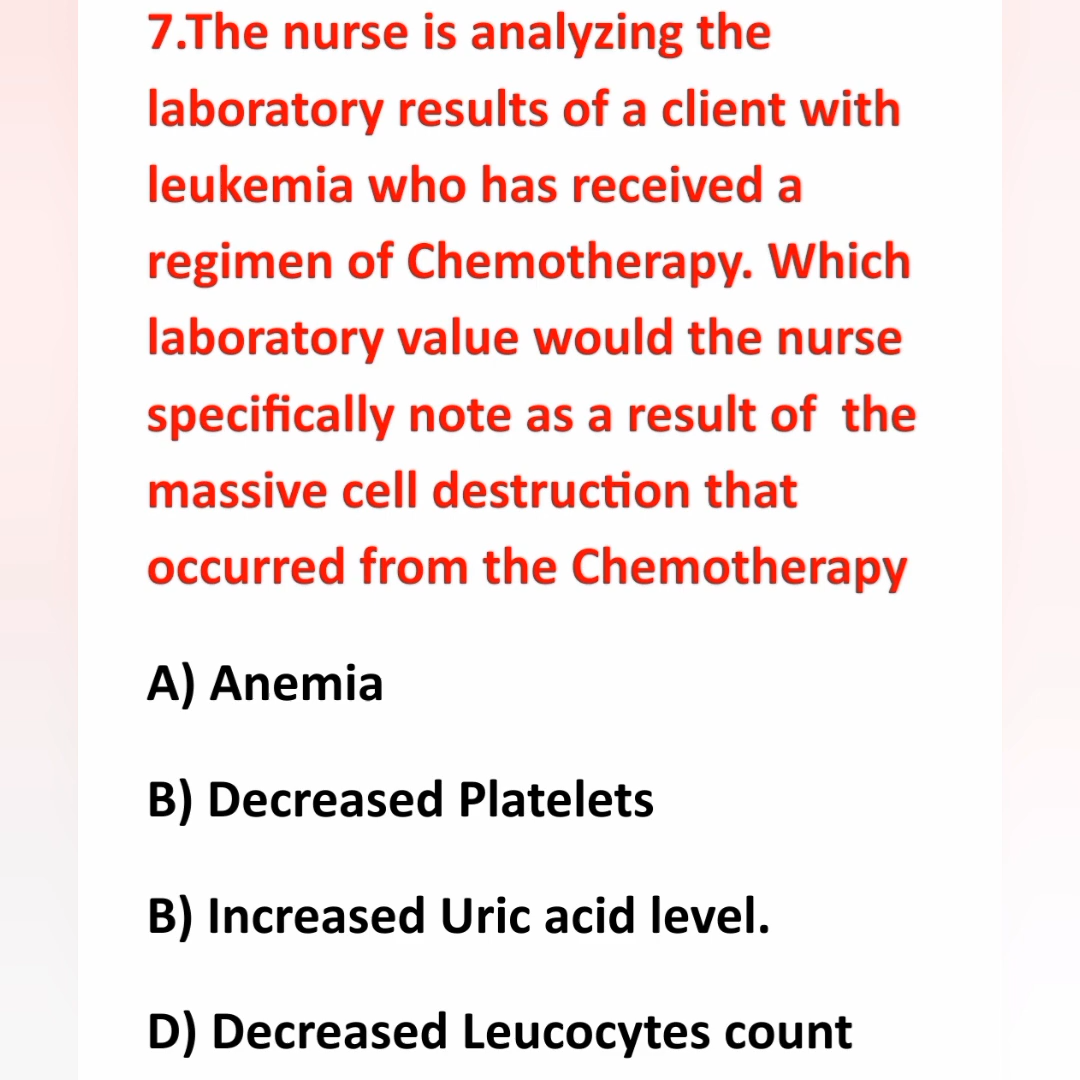 7.The nurse is analyzing the
laboratory results of a client with
leukemia who has received a
regimen of Chemotherapy. Which
laboratory value would the nurse
specifically note as a result of  the
massive cell destruction that
occurred from the Chemotherapy
A) Anemia
B) Decreased Platelets
B) Increased Uric acid level.
D) Decreased Leucocytes count